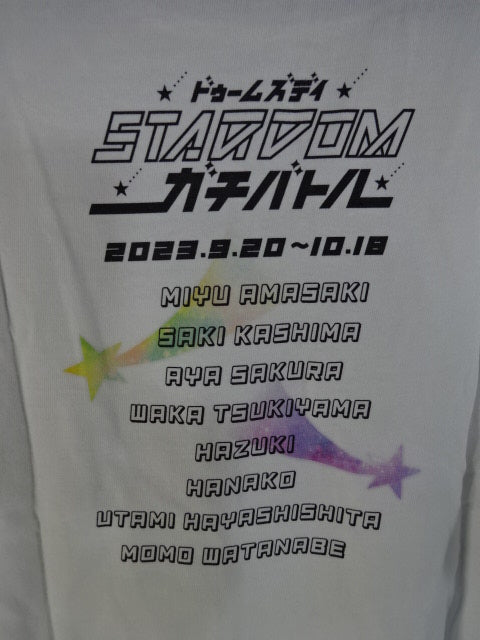 ドゥームズデイ
STARDOM
ガチバトル
2023.9.20〜10.18
MIYU AMASAKI
SAKI KASHIMA
AYA SAKURA
WAKA TSUKIYAMA
HAZUKI
HANAKO
UTAMI HAYASHISHITA
MOMO WATANABE